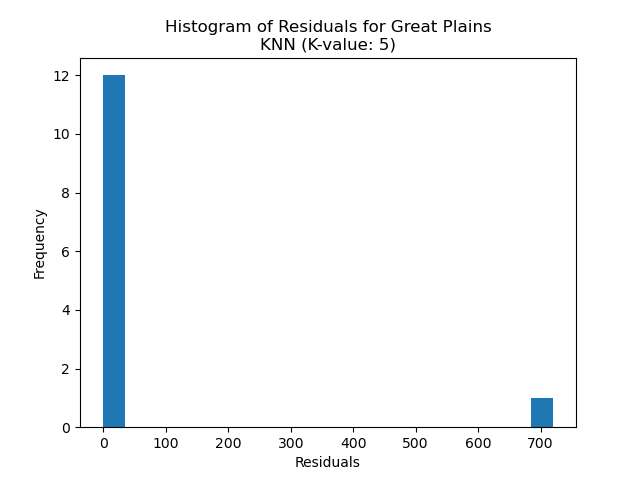 Histogram of Residuals for Great Plains
KNN (K-value: 5)
12
10
8
6
4
2
0
Frequency
0 100 200 300 400 500 600 700
Residuals